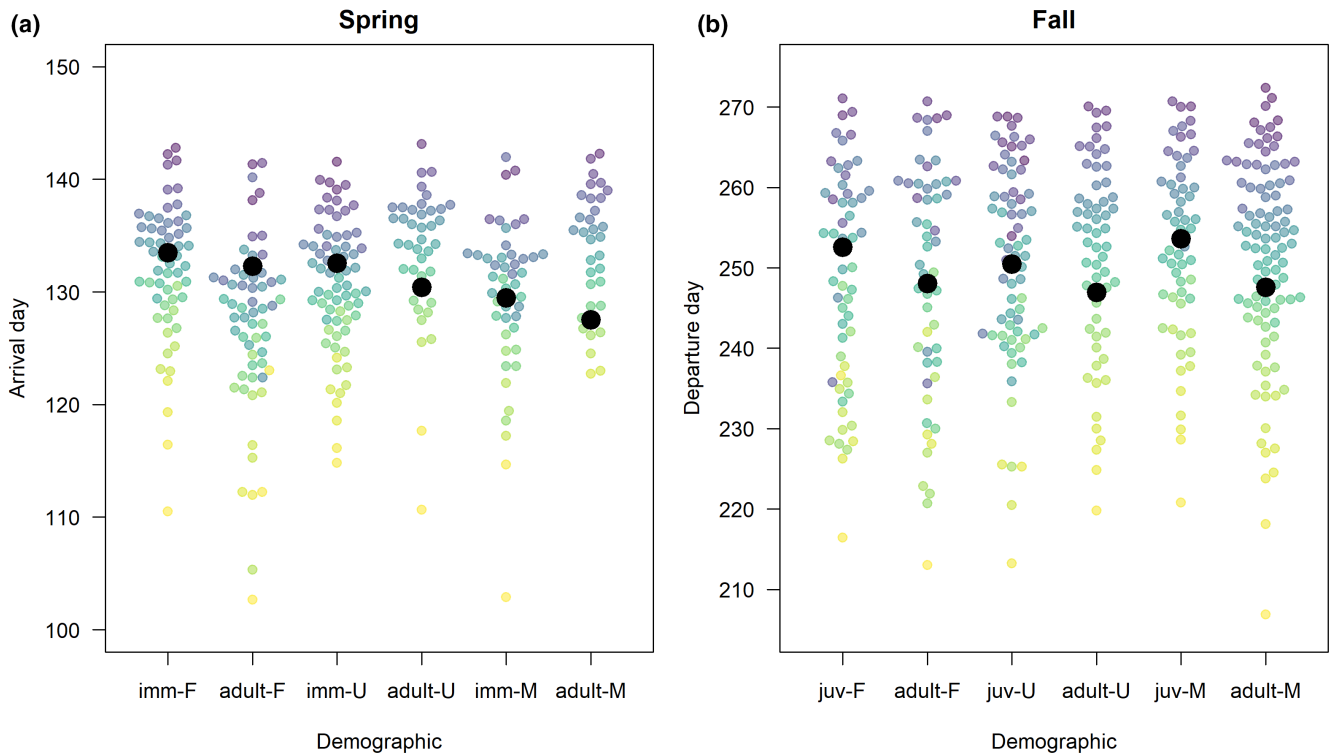 (a)
Spring
Arrival day
150
140
130
120
110
100
imm-F
adult-F
imm-U
adult-U
imm-M
adult-M
Demographic
(b)
Fall
Departure day
270
260
250
240
230
220
210
juv-F
adult-F
juv-U
adult-U
juv-M
adult-M
Demographic